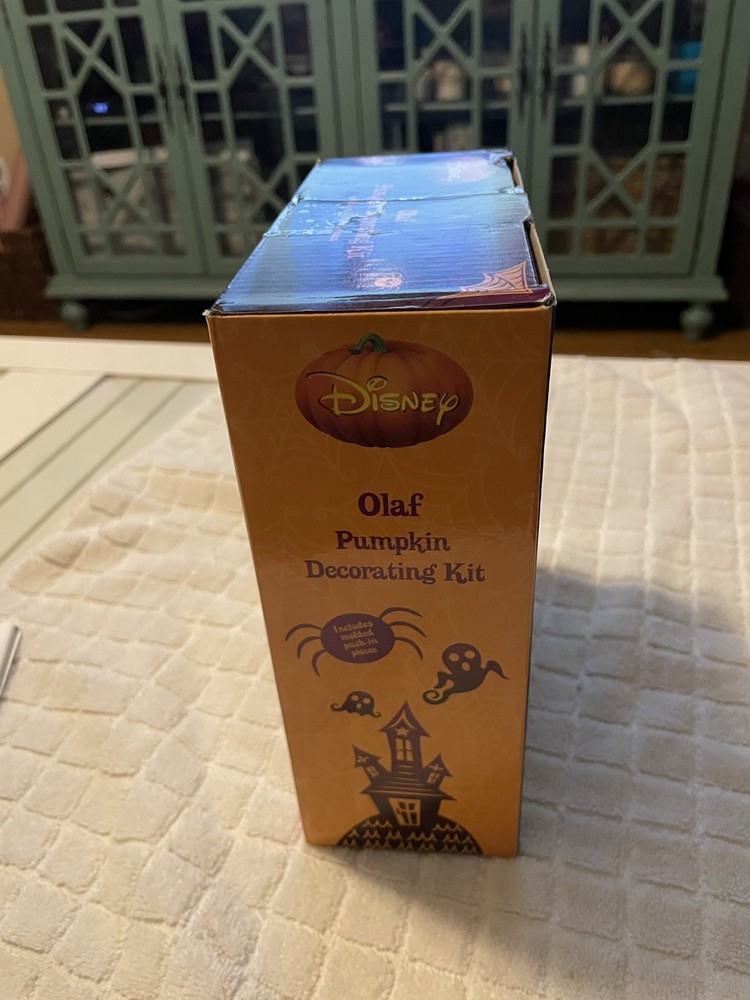 Disney
Olaf
Pumpkin
Decorating Kit
Includes
molded
push-in
pieces